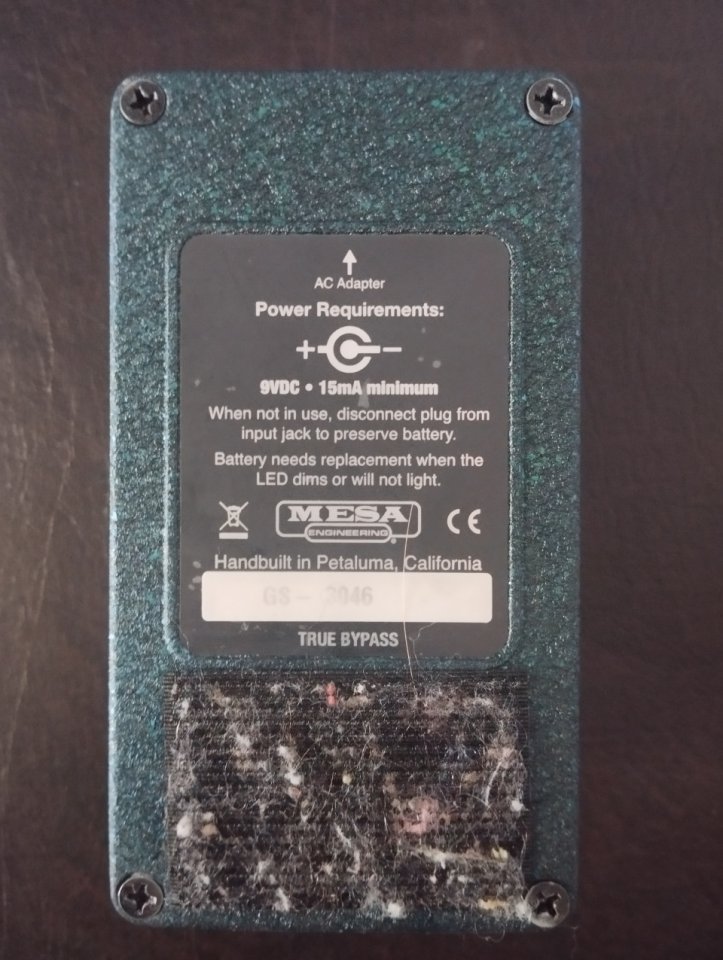 AC Adapter
Power Requirements:
+ −
9VDC • 15mA minimum
When not in use, disconnect plug from
input jack to preserve battery.
Battery needs replacement when the
LED dims or will not light.
MESA
ENGINEERING
®
CE
Handbuilt in Petaluma, California
GS - 3046
TRUE BYPASS